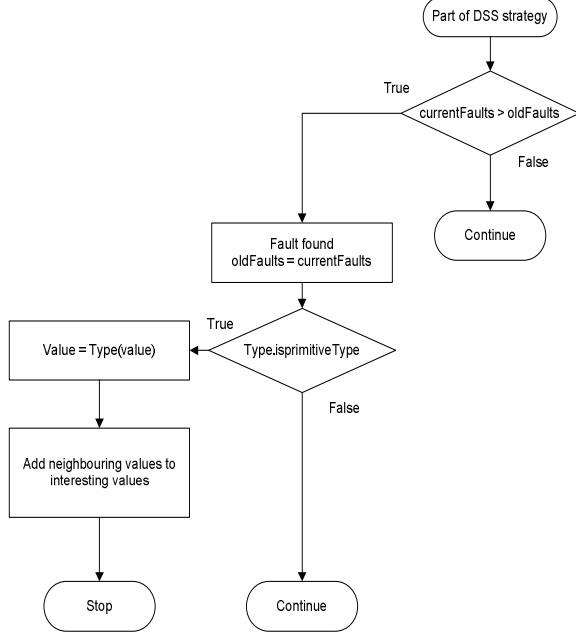 Part of DSS strategy
True
currentFaults > oldFaults
False
Continue
Fault found
oldFaults = currentFaults
True
Value = Type(value)
Type.isprimitiveType
False
Add neighbouring values to
interesting values
Stop
Continue